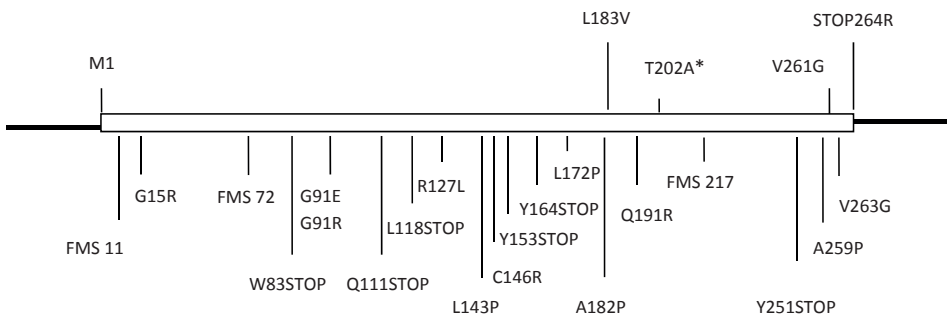 L183V
STOP264R
M1
T202A*
V261G
G15R
FMS 72
G91E
G91R
R127L
L118STOP
L172P
Y164STOP
Y153STOP
Q191R
FMS 217
V263G
A259P
FMS 11
W83STOP
Q111STOP
C146R
L143P
A182P
Y251STOP